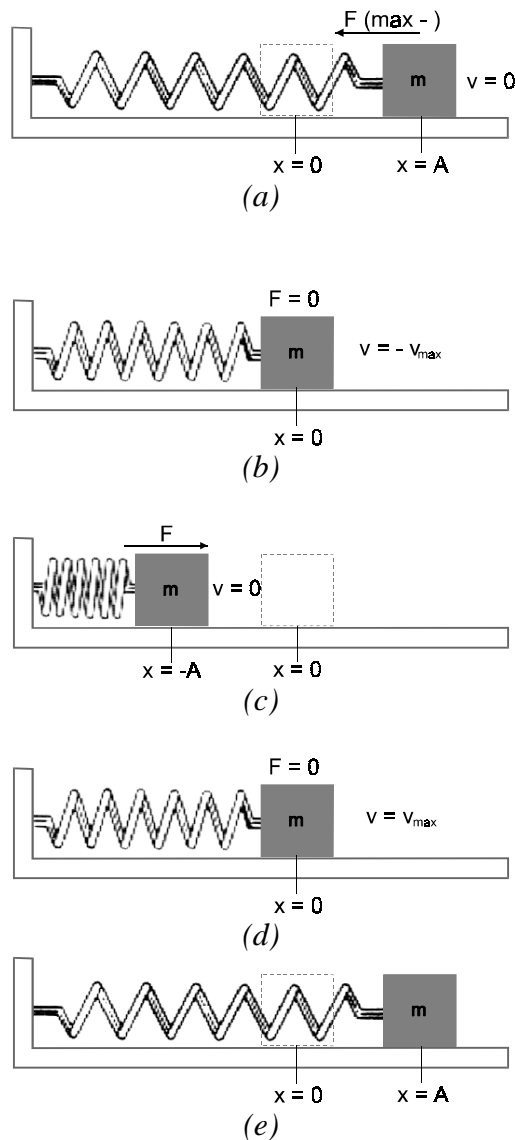 F (max - )
m v = 0
x = 0 x = A
(a)
F = 0
m v = - vmax
x = 0
(b)
F
m v = 0
x = -A x = 0
(c)
F = 0
m v = vmax
x = 0
(d)
m
x = 0 x = A
(e)